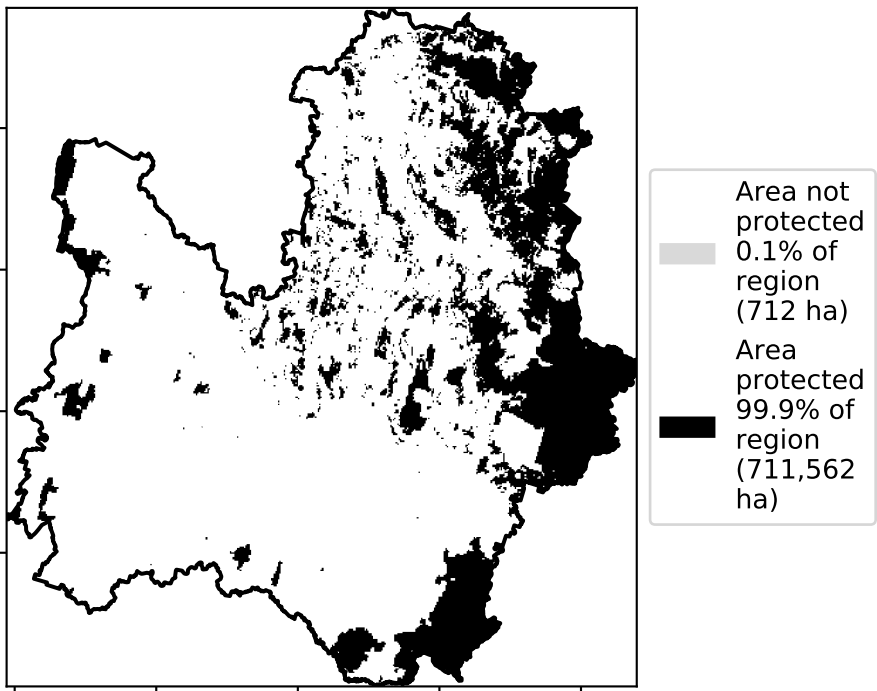 Area not
protected
0.1% of
region
(712 ha)
Area
protected
99.9% of
region
(711,562
ha)